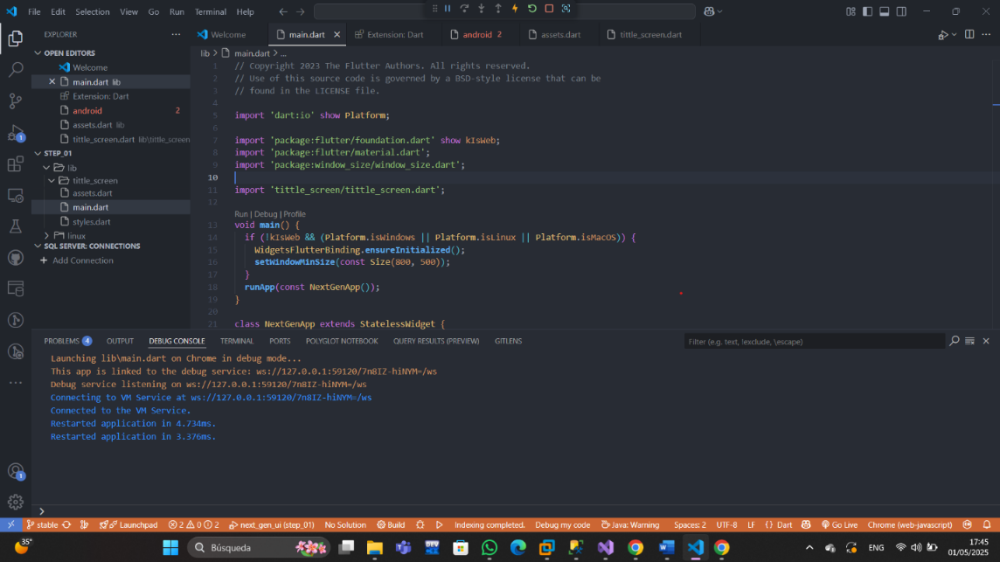 File Edit Selection View Go Run Terminal Help
EXPLORER
OPEN EDITORS
Welcome
main.dart lib
Extension: Dart
android 2
assets.dart lib
tittle_screen.dart lib\tittle_screen
STEP_01
lib
tittle_screen
assets.dart
main.dart
styles.dart
linux
SQL SERVER: CONNECTIONS
Add Connection
Welcome main.dart Extension: Dart android 2 assets.dart tittle_screen.dart
lib > main.dart > ...
1 // Copyright 2023 The Flutter Authors. All rights reserved.
2 // Use of this source code is governed by a BSD-style license that can be
3 // found in the LICENSE file.
4
5 import 'dart:io' show Platform;
6
7 import 'package:flutter/foundation.dart' show kIsWeb;
8 import 'package:flutter/material.dart';
9 import 'package:window_size/window_size.dart';
10
11 import 'tittle_screen/tittle_screen.dart';
12
Run | Debug | Profile
13 void main() {
14 if (!kIsWeb && (Platform.isWindows || Platform.isLinux || Platform.isMacOS)) {
15 WidgetsFlutterBinding.ensureInitialized();
16 setWindowMinSize(const Size(800, 500));
17 }
18 runApp(const NextGenApp());
19 }
20
21 class NextGenApp extends StatelessWidget {
PROBLEMS 4 OUTPUT DEBUG CONSOLE TERMINAL PORTS POLYGLOT NOTEBOOK QUERY RESULTS (PREVIEW) GITLENS
Filter (e.g. text, !exclude, \escape)
Launching lib\main.dart on Chrome in debug mode...
This app is linked to the debug service: ws://127.0.0.1:59120/7n8IZ-hiNYM=/ws
Debug service listening on ws://127.0.0.1:59120/7n8IZ-hiNYM=/ws
Connecting to VM Service at ws://127.0.0.1:59120/7n8IZ-hiNYM=/ws
Connected to the VM Service.
Restarted application in 4.734ms.
Restarted application in 3.376ms.
1
1
stable Launchpad 2 0 2 next_gen_ui (step_01) No Solution Build Indexing completed. Debug my code Java: Warning Spaces: 2 UTF-8 LF {} Dart Go Live Chrome (web-javascript)
35°
Búsqueda
ENG
17:45
01/05/2025